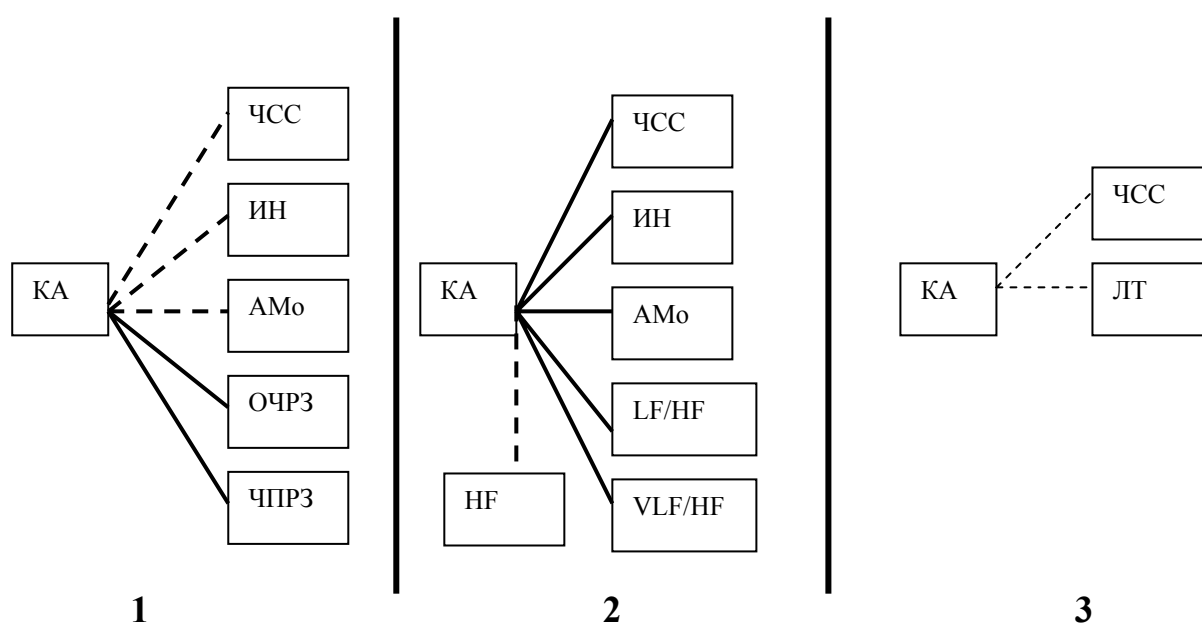 ЧСС
ИН
КА
АМо
ОЧРЗ
ЧПРЗ
1
ЧСС
ИН
КА
АМо
LF/HF
HF
VLF/HF
2
ЧСС
КА
ЛТ
3